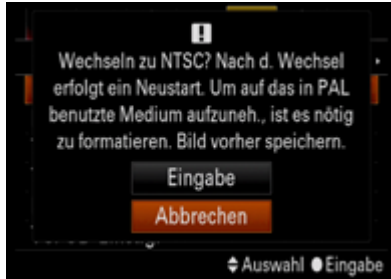 Wechseln zu NTSC? Nach d. Wechsel
erfolgt ein Neustart. Um auf das in PAL
benutzte Medium aufzuneh., ist es nötig
zu formatieren. Bild vorher speichern.
Eingabe
Abbrechen
Auswahl Eingabe